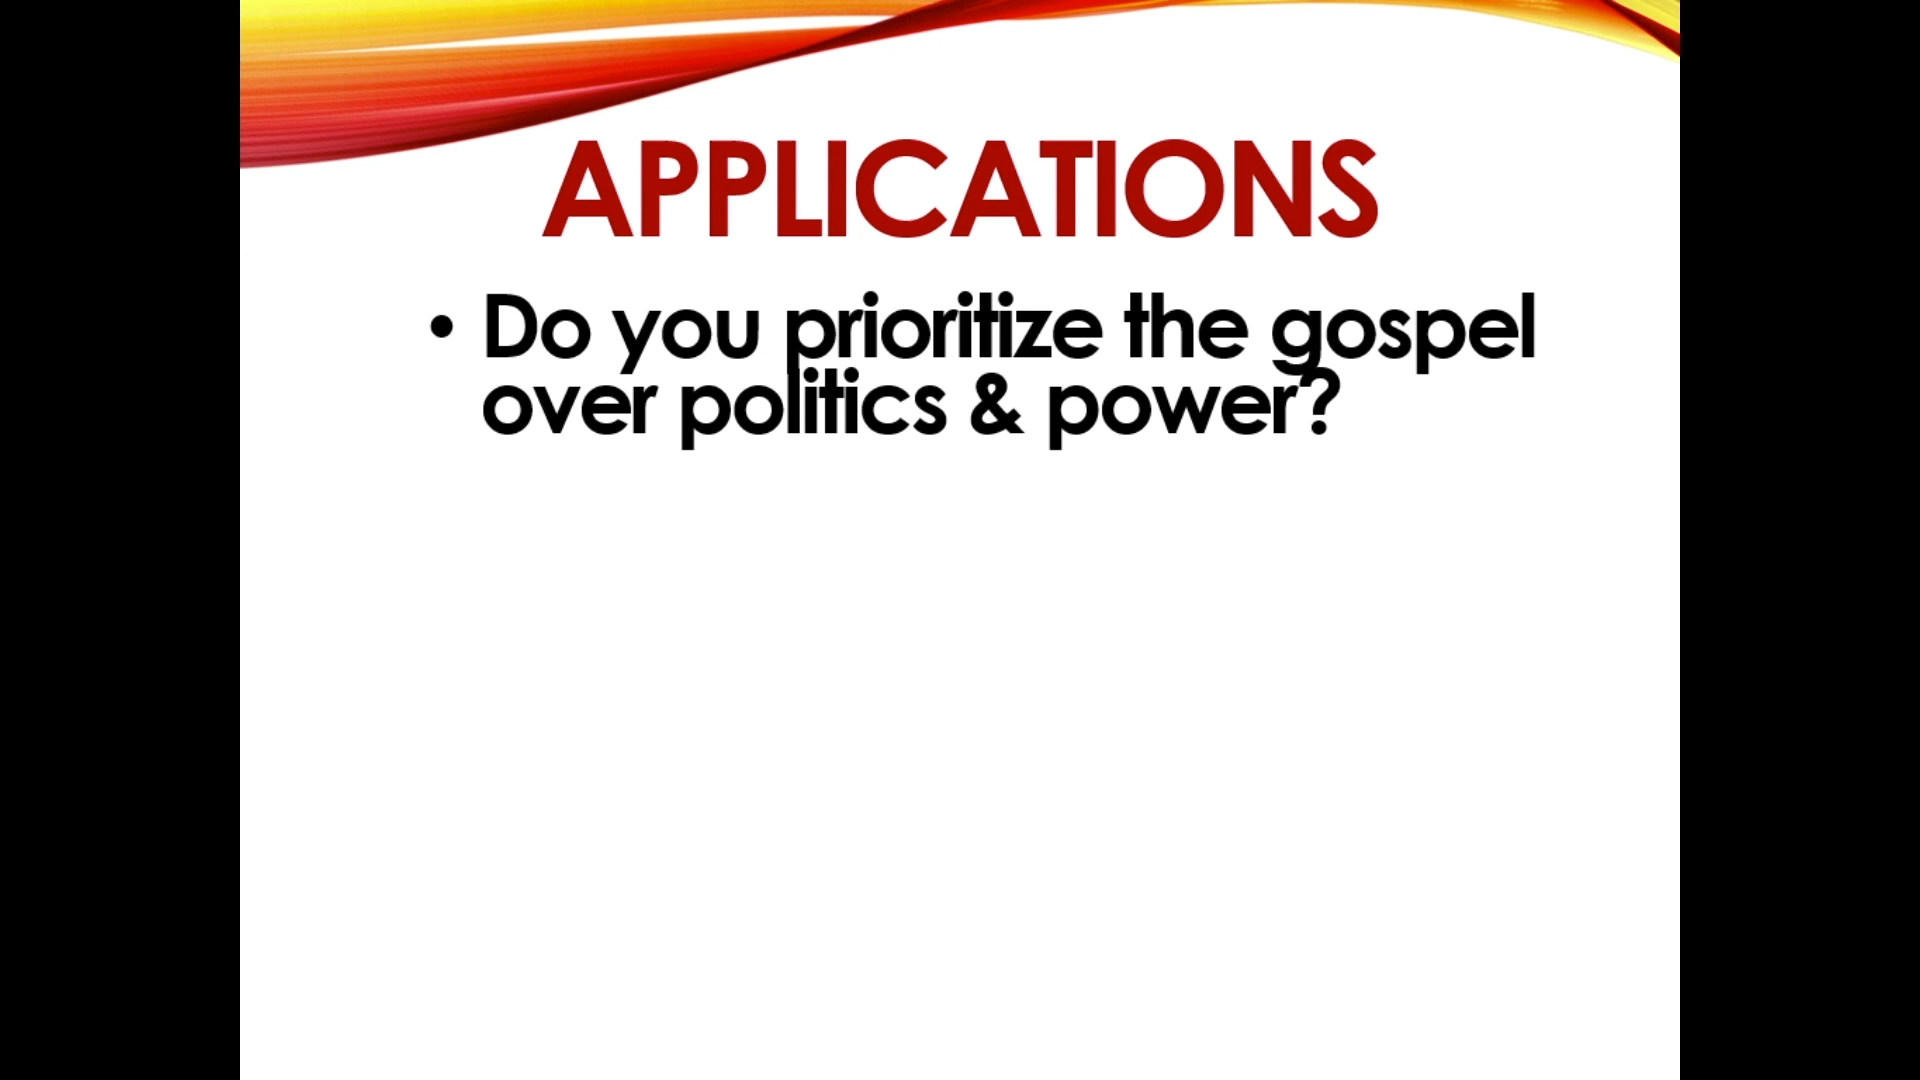 APPLICATIONS
• Do you prioritize the gospel
over politics & power?